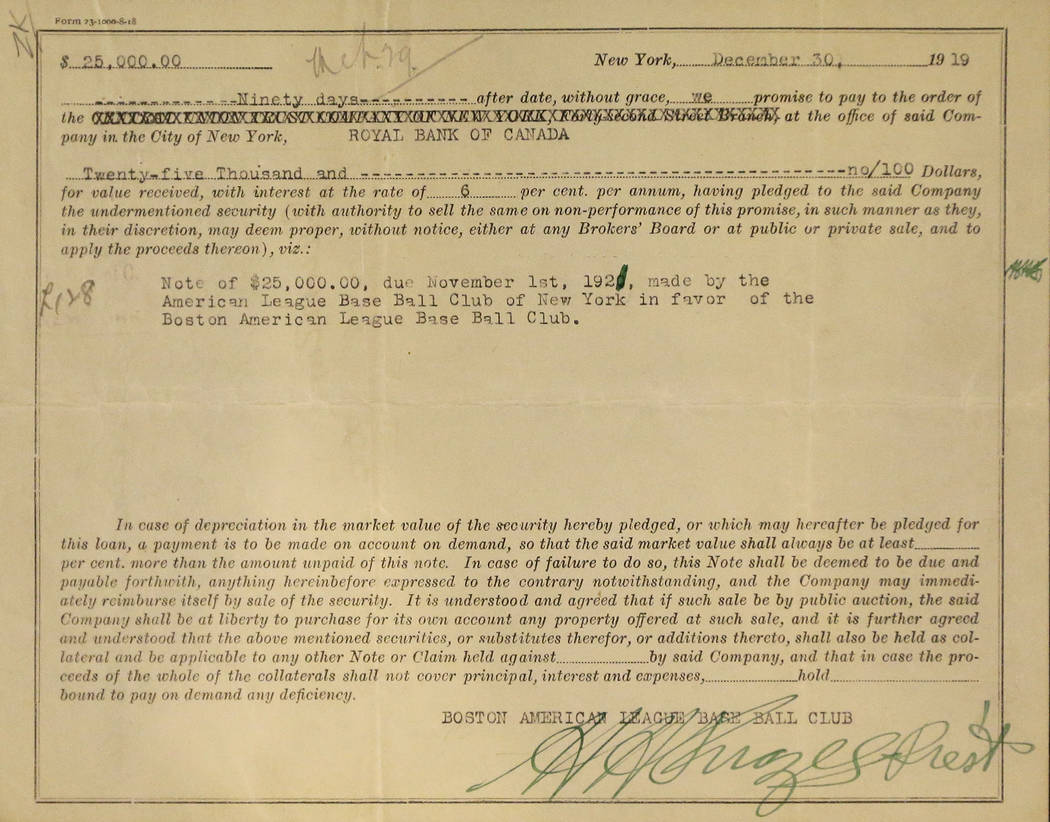 Form 73-1000-8-18
$ 25,000.00 New York, December 30, 1919
-----------Ninety days---------- after date, without grace, we promise to pay to the order of
the at the office of said Com-
pany in the City of New York, ROYAL BANK OF CANADA
Twenty-five Thousand and ----------------------------------------------no/100 Dollars,
for value received, with interest at the rate of 6 per cent. per annum, having pledged to the said Company
the undermentioned security (with authority to sell the same on non-performance of this promise, in such manner as they,
in their discretion, may deem proper, without notice, either at any Brokers' Board or at public or private sale, and to
apply the proceeds thereon), viz.:
Note of $25,000.00, due November 1st, 192, made by the
American League Base Ball Club of New York in favor of the
Boston American League Base Ball Club.
In case of depreciation in the market value of the security hereby pledged, or which may hereafter be pledged for
this loan, a payment is to be made on account on demand, so that the said market value shall always be at least
per cent. more than the amount unpaid of this note. In case of failure to do so, this Note shall be deemed to be due and
payable forthwith, anything hereinbefore expressed to the contrary notwithstanding, and the Company may immedi-
ately reimburse itself by sale of the security. It is understood and agreed that if such sale be by public auction, the said
Company shall be at liberty to purchase for its own account any property offered at such sale, and it is further agreed
and understood that the above mentioned securities, or substitutes therefor, or additions thereto, shall also be held as col-
lateral and be applicable to any other Note or Claim held against by said Company, and that in case the pro-
ceeds of the whole of the collaterals shall not cover principal, interest and expenses, hold
bound to pay on demand any deficiency.
BOSTON AMERICAN LEAGUE BASE BALL CLUB
H H Frazee Prest